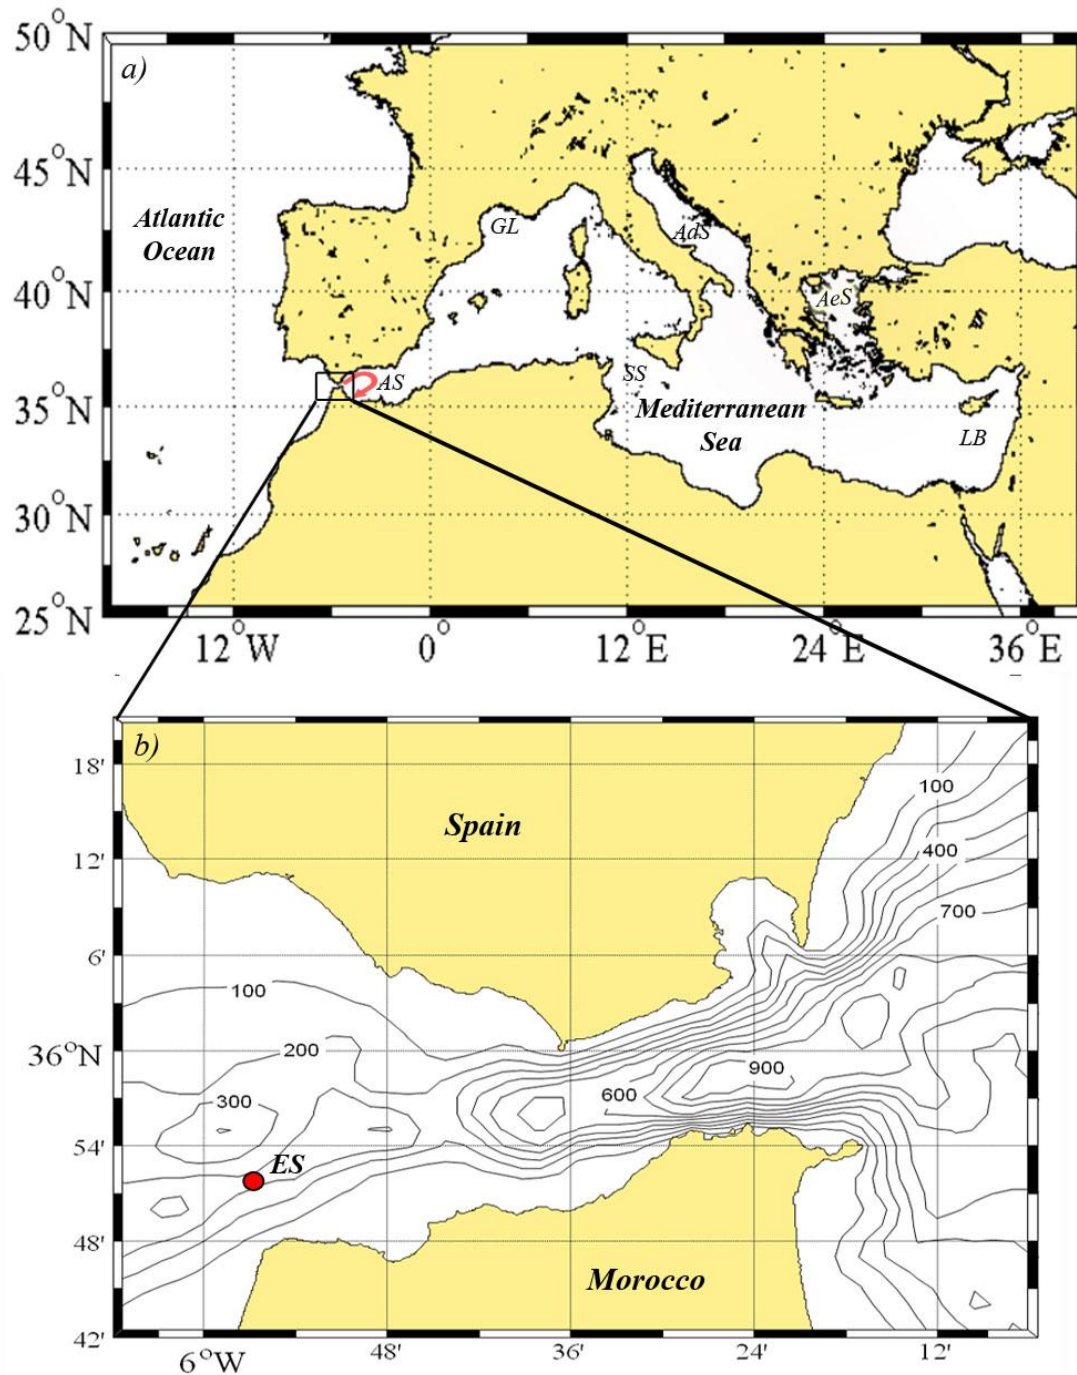 50°N
a)
45°N
Atlantic
Ocean
GL
AdS
40°N
AeS
AS
SS
35°N
Mediterranean
Sea
LB
30°N
25°N
12°W 0° 12°E 24°E 36°E
b)
18'
100
Spain
12'
400
700
6'
100
200
36°N
900
600
300
54'
ES
48'
Morocco
42'
6°W 48' 36' 24' 12'